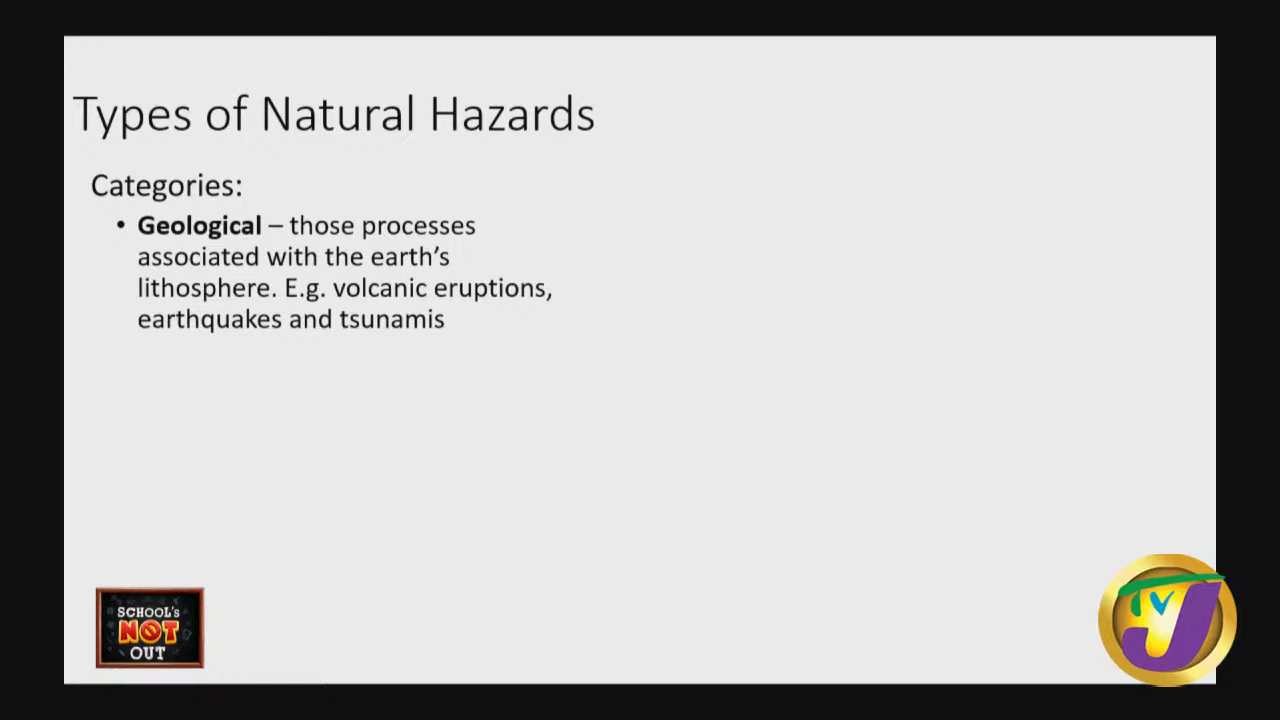 Types of Natural Hazards
Categories:
• Geological – those processes
associated with the earth’s
lithosphere. E.g. volcanic eruptions,
earthquakes and tsunamis
SCHOOL's
NOT
OUT
TVJ